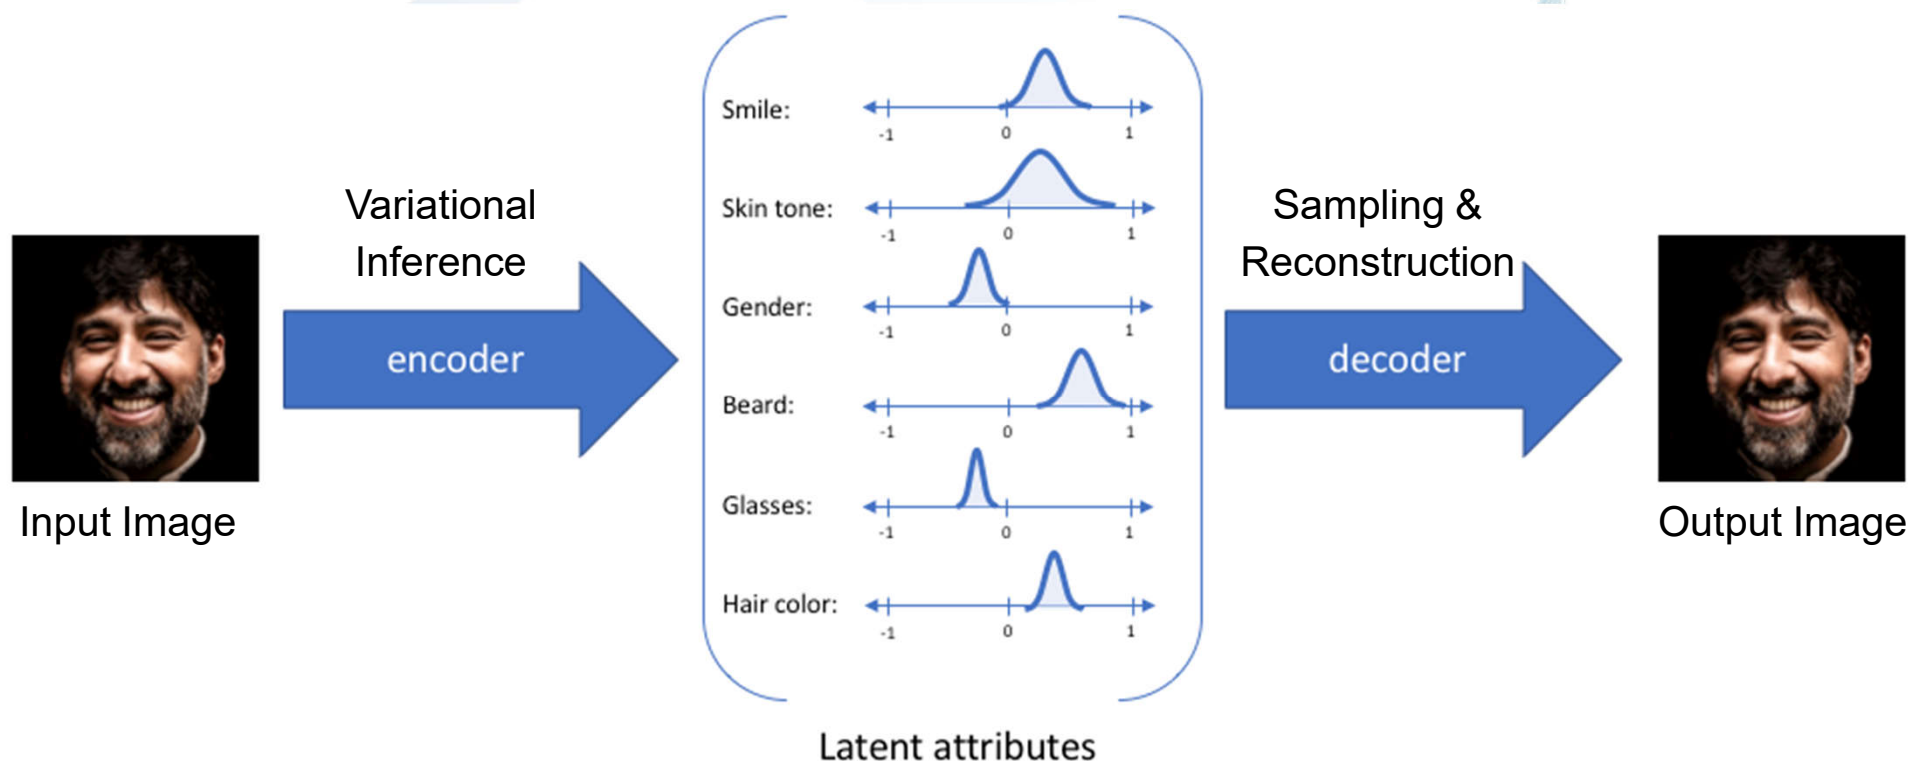 Variational
Inference
encoder
Input Image
Smile:
-1 0 1
Skin tone:
-1 0 1
Gender:
-1 0 1
Beard:
-1 0 1
Glasses:
-1 0 1
Hair color:
-1 0 1
Latent attributes
Sampling &
Reconstruction
decoder
Output Image